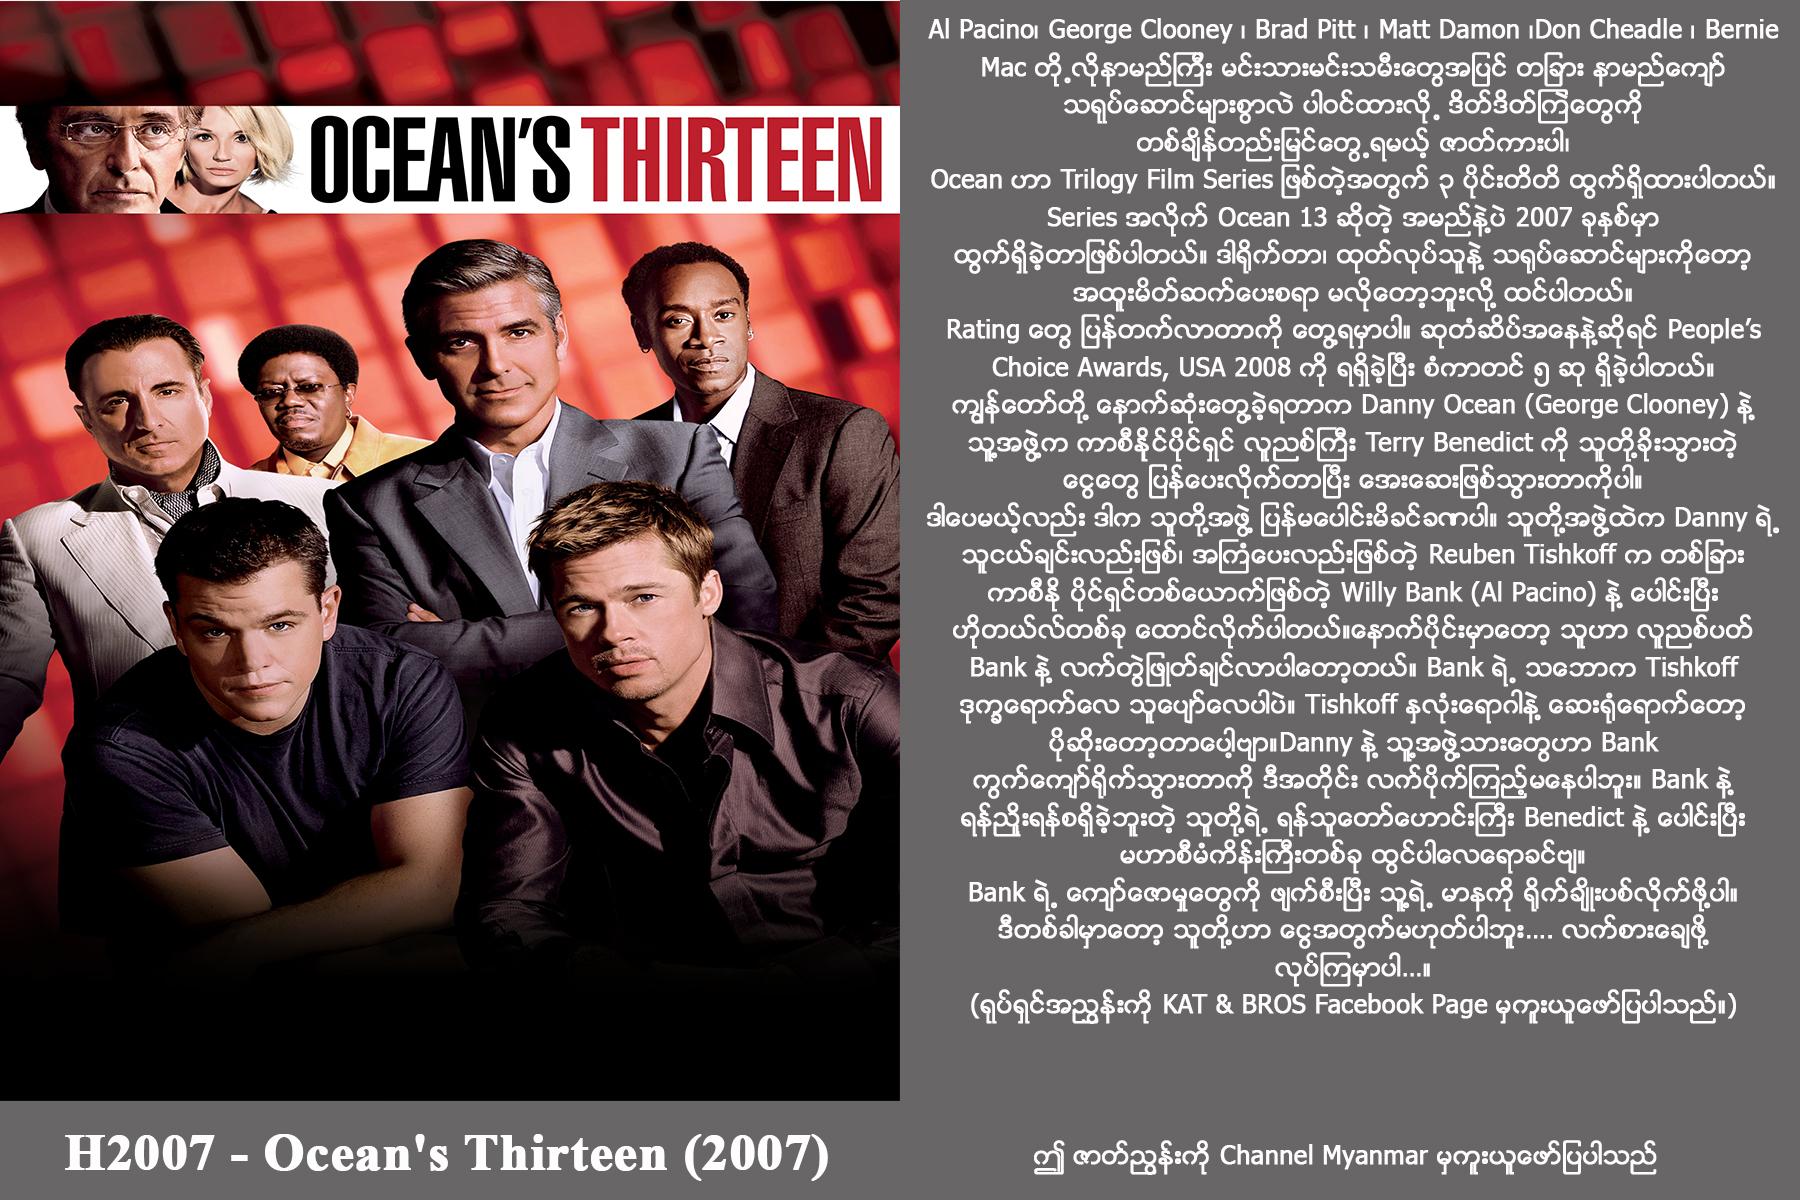 OCEAN'S THIRTEEN
Al Pacino၊ George Clooney ၊ Brad Pitt ၊ Matt Damon ၊Don Cheadle ၊ Bernie
Mac တို့လိုနာမည်ကြီး မင်းသားမင်းသမီးတွေအပြင် တခြား နာမည်ကျော်
သရုပ်ဆောင်များစွာလဲ ပါဝင်ထားလို့ ဒိတ်ဒိတ်ကြဲတွေကို
တစ်ချိန်တည်းမြင်တွေ့ရမယ့် ဇာတ်ကားပါ၊
Ocean ဟာ Trilogy Film Series ဖြစ်တဲ့အတွက် ၃ ပိုင်းတိတိ ထွက်ရှိထားပါတယ်။
Series အလိုက် Ocean 13 ဆိုတဲ့ အမည်နဲ့ပဲ 2007 ခုနှစ်မှာ
ထွက်ရှိခဲ့တာဖြစ်ပါတယ်။ ဒါရိုက်တာ၊ ထုတ်လုပ်သူနဲ့ သရုပ်ဆောင်များကိုတော့
အထူးမိတ်ဆက်ပေးစရာ မလိုတော့ဘူးလို့ ထင်ပါတယ်။
Rating တွေ ပြန်တက်လာတာကို တွေ့ရမှာပါ။ ဆုတံဆိပ်အနေနဲ့ဆိုရင် People’s
Choice Awards, USA 2008 ကို ရရှိခဲ့ပြီး စံကာတင် ၅ ဆု ရှိခဲ့ပါတယ်။
ကျွန်တော်တို့ နောက်ဆုံးတွေ့ခဲ့ရတာက Danny Ocean (George Clooney) နဲ့
သူ့အဖွဲ့က ကာစီနိုင်ပိုင်ရှင် လူညစ်ကြီး Terry Benedict ကို သူတို့ခိုးသွားတဲ့
ငွေတွေ ပြန်ပေးလိုက်တာပြီး အေးဆေးဖြစ်သွားတာကိုပါ။
ဒါပေမယ့်လည်း ဒါက သူတို့အဖွဲ့ ပြန်မပေါင်းမိခင်ခဏပါ။ သူတို့အဖွဲ့ထဲက Danny ရဲ့
သူငယ်ချင်းလည်းဖြစ်၊ အကြံပေးလည်းဖြစ်တဲ့ Reuben Tishkoff က တစ်ခြား
ကာစီနို ပိုင်ရှင်တစ်ယောက်ဖြစ်တဲ့ Willy Bank (Al Pacino) နဲ့ ပေါင်းပြီး
ဟိုတယ်လ်တစ်ခု ထောင်လိုက်ပါတယ်။နောက်ပိုင်းမှာတော့ သူဟာ လူညစ်ပတ်
Bank နဲ့ လက်တွဲဖြုတ်ချင်လာပါတော့တယ်။ Bank ရဲ့ သဘောက Tishkoff
ဒုက္ခရောက်လေ သူပျော်လေပါပဲ။ Tishkoff နှလုံးရောဂါနဲ့ ဆေးရုံရောက်တော့
ပိုဆိုးတော့တာပေါ့ဗျာ။Danny နဲ့ သူ့အဖွဲ့သားတွေဟာ Bank
ကွက်ကျော်ရိုက်သွားတာကို ဒီအတိုင်း လက်ပိုက်ကြည့်မနေပါဘူး။ Bank နဲ့
ရန်ညှိုးရန်စရှိခဲ့ဘူးတဲ့ သူတို့ရဲ့ ရန်သူတော်ဟောင်းကြီး Benedict နဲ့ ပေါင်းပြီး
မဟာစီမံကိန်းကြီးတစ်ခု ထွင်ပါလေရောခင်ဗျ။
Bank ရဲ့ ကျော်ဇောမှုတွေကို ဖျက်စီးပြီး သူ့ရဲ့ မာနကို ရိုက်ချိုးပစ်လိုက်ဖို့ပါ။
ဒီတစ်ခါမှာတော့ သူတို့ဟာ ငွေအတွက်မဟုတ်ပါဘူး.... လက်စားချေဖို့
လုပ်ကြမှာပါ...။
(ရုပ်ရှင်အညွှန်းကို KAT & BROS Facebook Page မှကူးယူဖော်ပြပါသည်။)
H2007 - Ocean's Thirteen (2007)
ဤ ဇာတ်ညွှန်းကို Channel Myanmar မှကူးယူဖော်ပြပါသည်